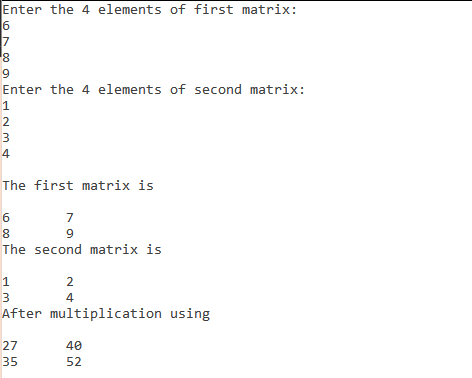 Enter the 4 elements of first matrix:
6
7
8
9
Enter the 4 elements of second matrix:
1
2
3
4
The first matrix is
6 7
8 9
The second matrix is
1 2
3 4
After multiplication using
27 40
35 52